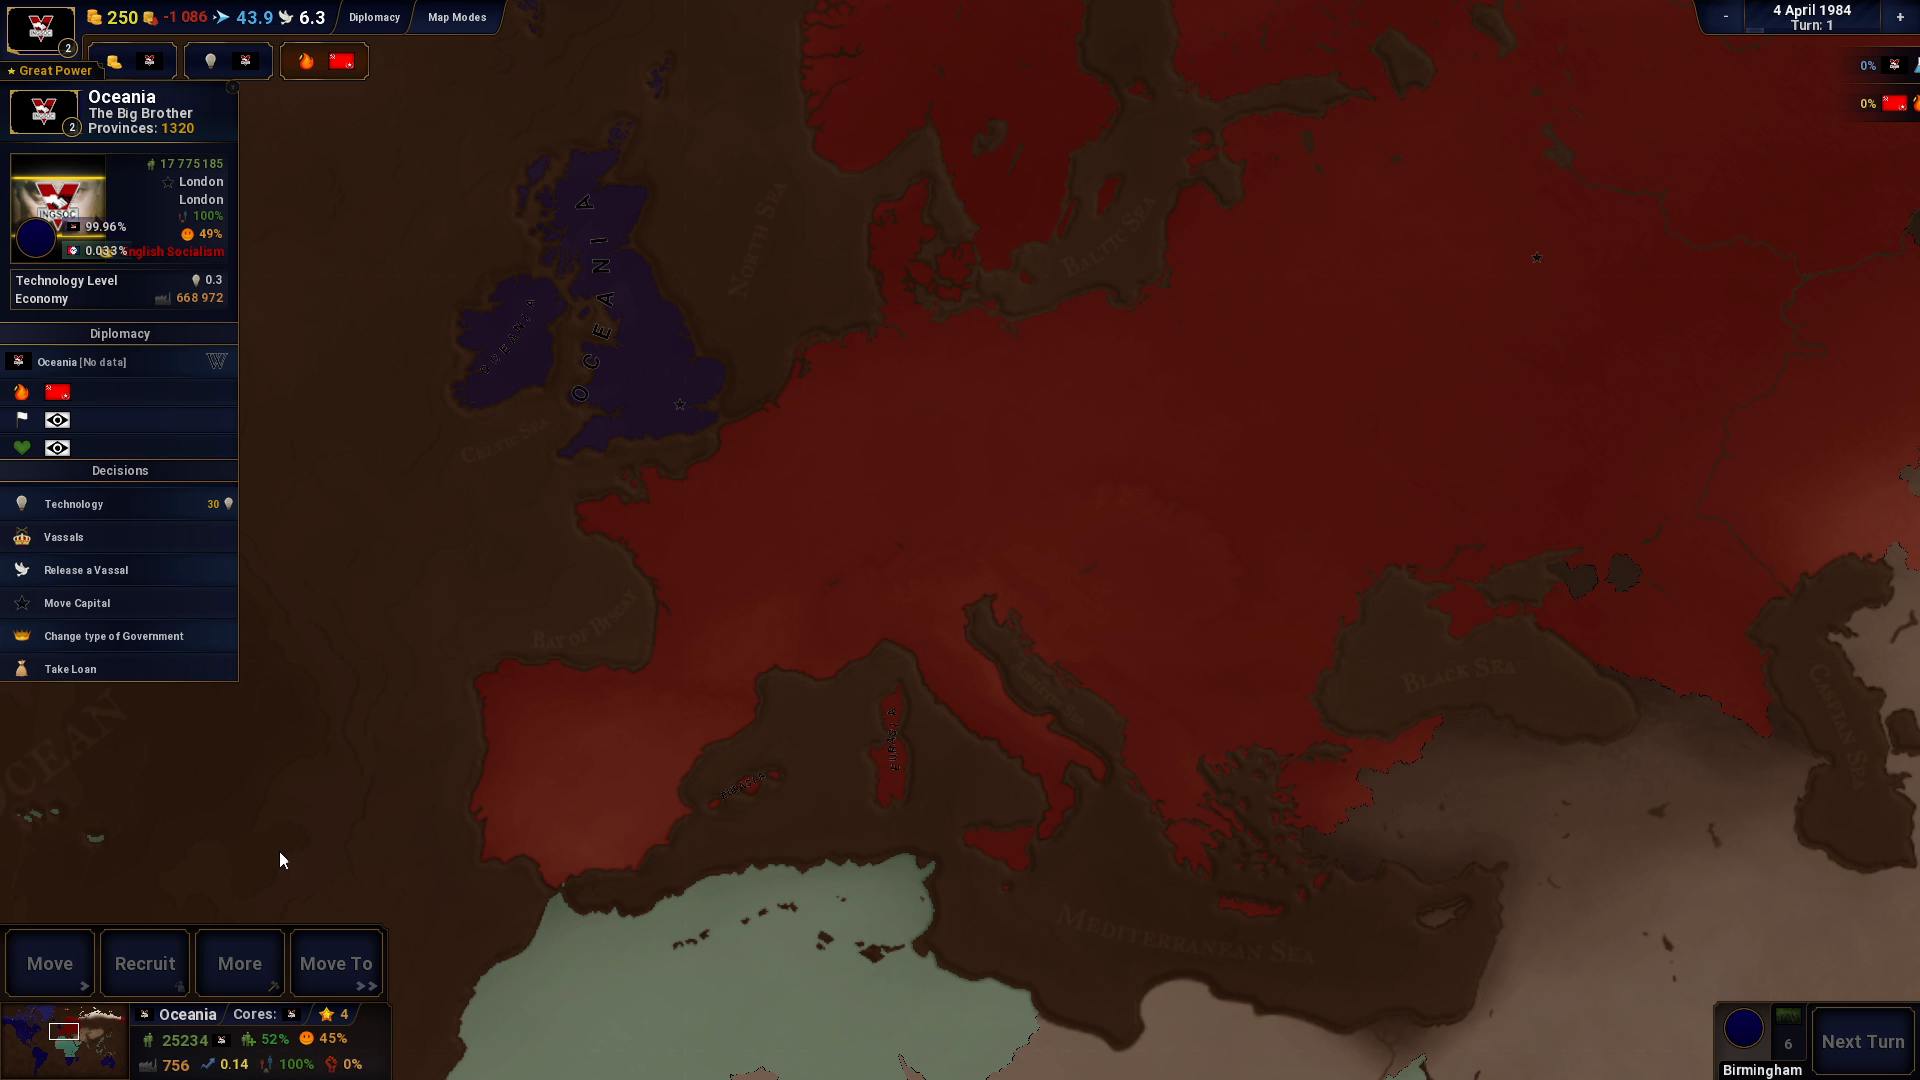 250 -1 086 43.9 6.3 Diplomacy Map Modes
2
Great Power
4 April 1984
Turn: 1
- +
0%
0%
Oceania
The Big Brother
Provinces: 1320
2
INGSOC
17 775 185
London
London
100%
99.96%
49%
0.033%
English Socialism
Technology Level 0.3
Economy 668 972
Diplomacy
Oceania [No data] W
Decisions
Technology 30
Vassals
Release a Vassal
Move Capital
Change type of Government
Take Loan
OCEANIA
OCEANIA
NORTH SEA
BALTIC SEA
CELTIC SEA
BAY OF BISCAY
BLACK SEA
CASPIAN SEA
EURASIA
EURASIA
OCEAN
MEDITERRANEAN SEA
Move
Recruit
More
Move To
Oceania Cores: 4
25234 52% 45%
756 0.14 100% 0%
6
Birmingham
Next Turn